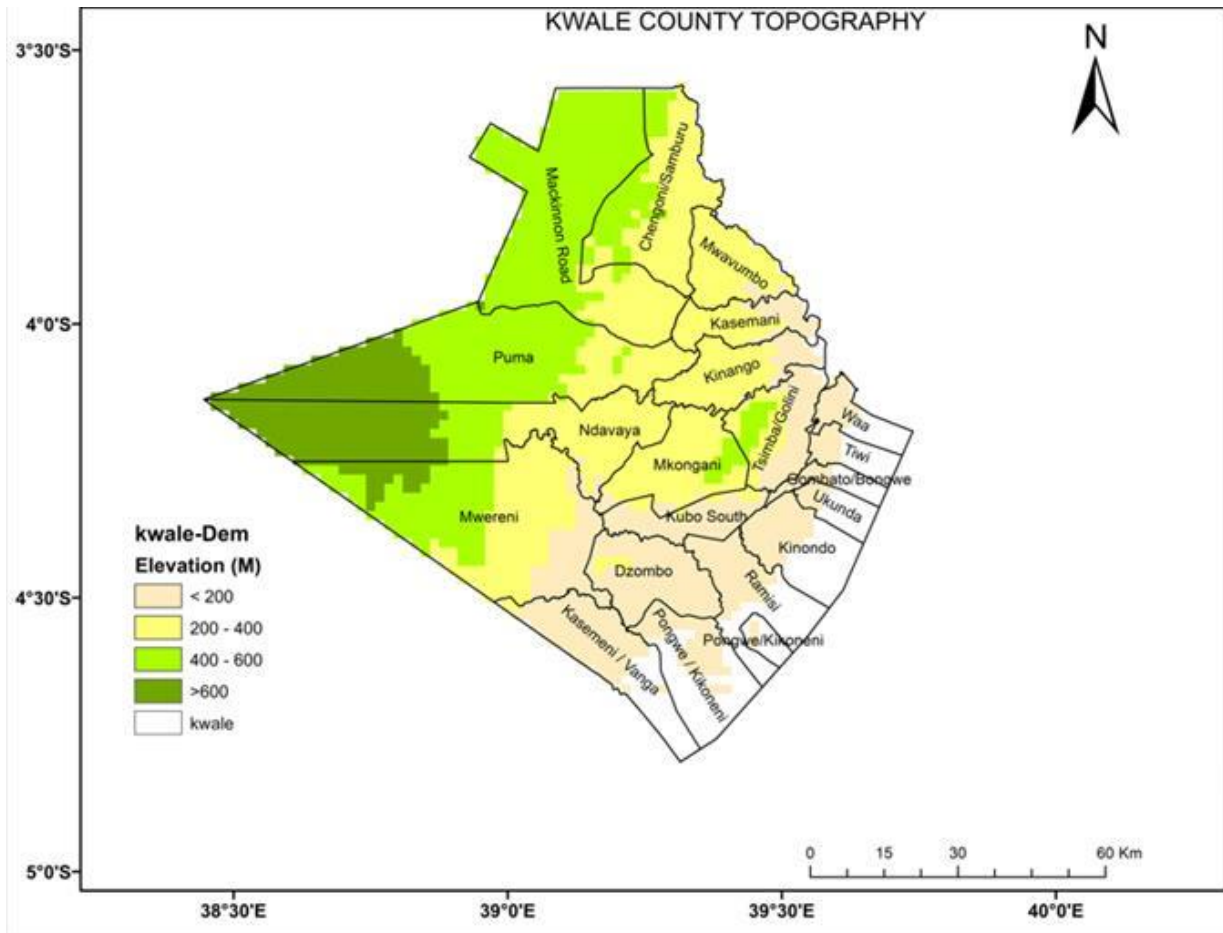 KWALE COUNTY TOPOGRAPHY
N
3°30'S
4°0'S
4°30'S
5°0'S
Mackinnon Road
Chengoni/Samburu
Mwavumbo
Kasemani
Puma
Kinango
Tsimba/Golini
Waa
Ndavaya
Tiwi
Mkongani
Gombato/Bongwe
Ukunda
Mwereni
Kubo South
Kinondo
Dzombo
Ramisi
Kasemeni / Vanga
Pongwe / Kikoneni
Pongwe/Kikoneni
kwale-Dem
Elevation (M)
< 200
200 - 400
400 - 600
>600
kwale
0 15 30 60 Km
38°30'E 39°0'E 39°30'E 40°0'E